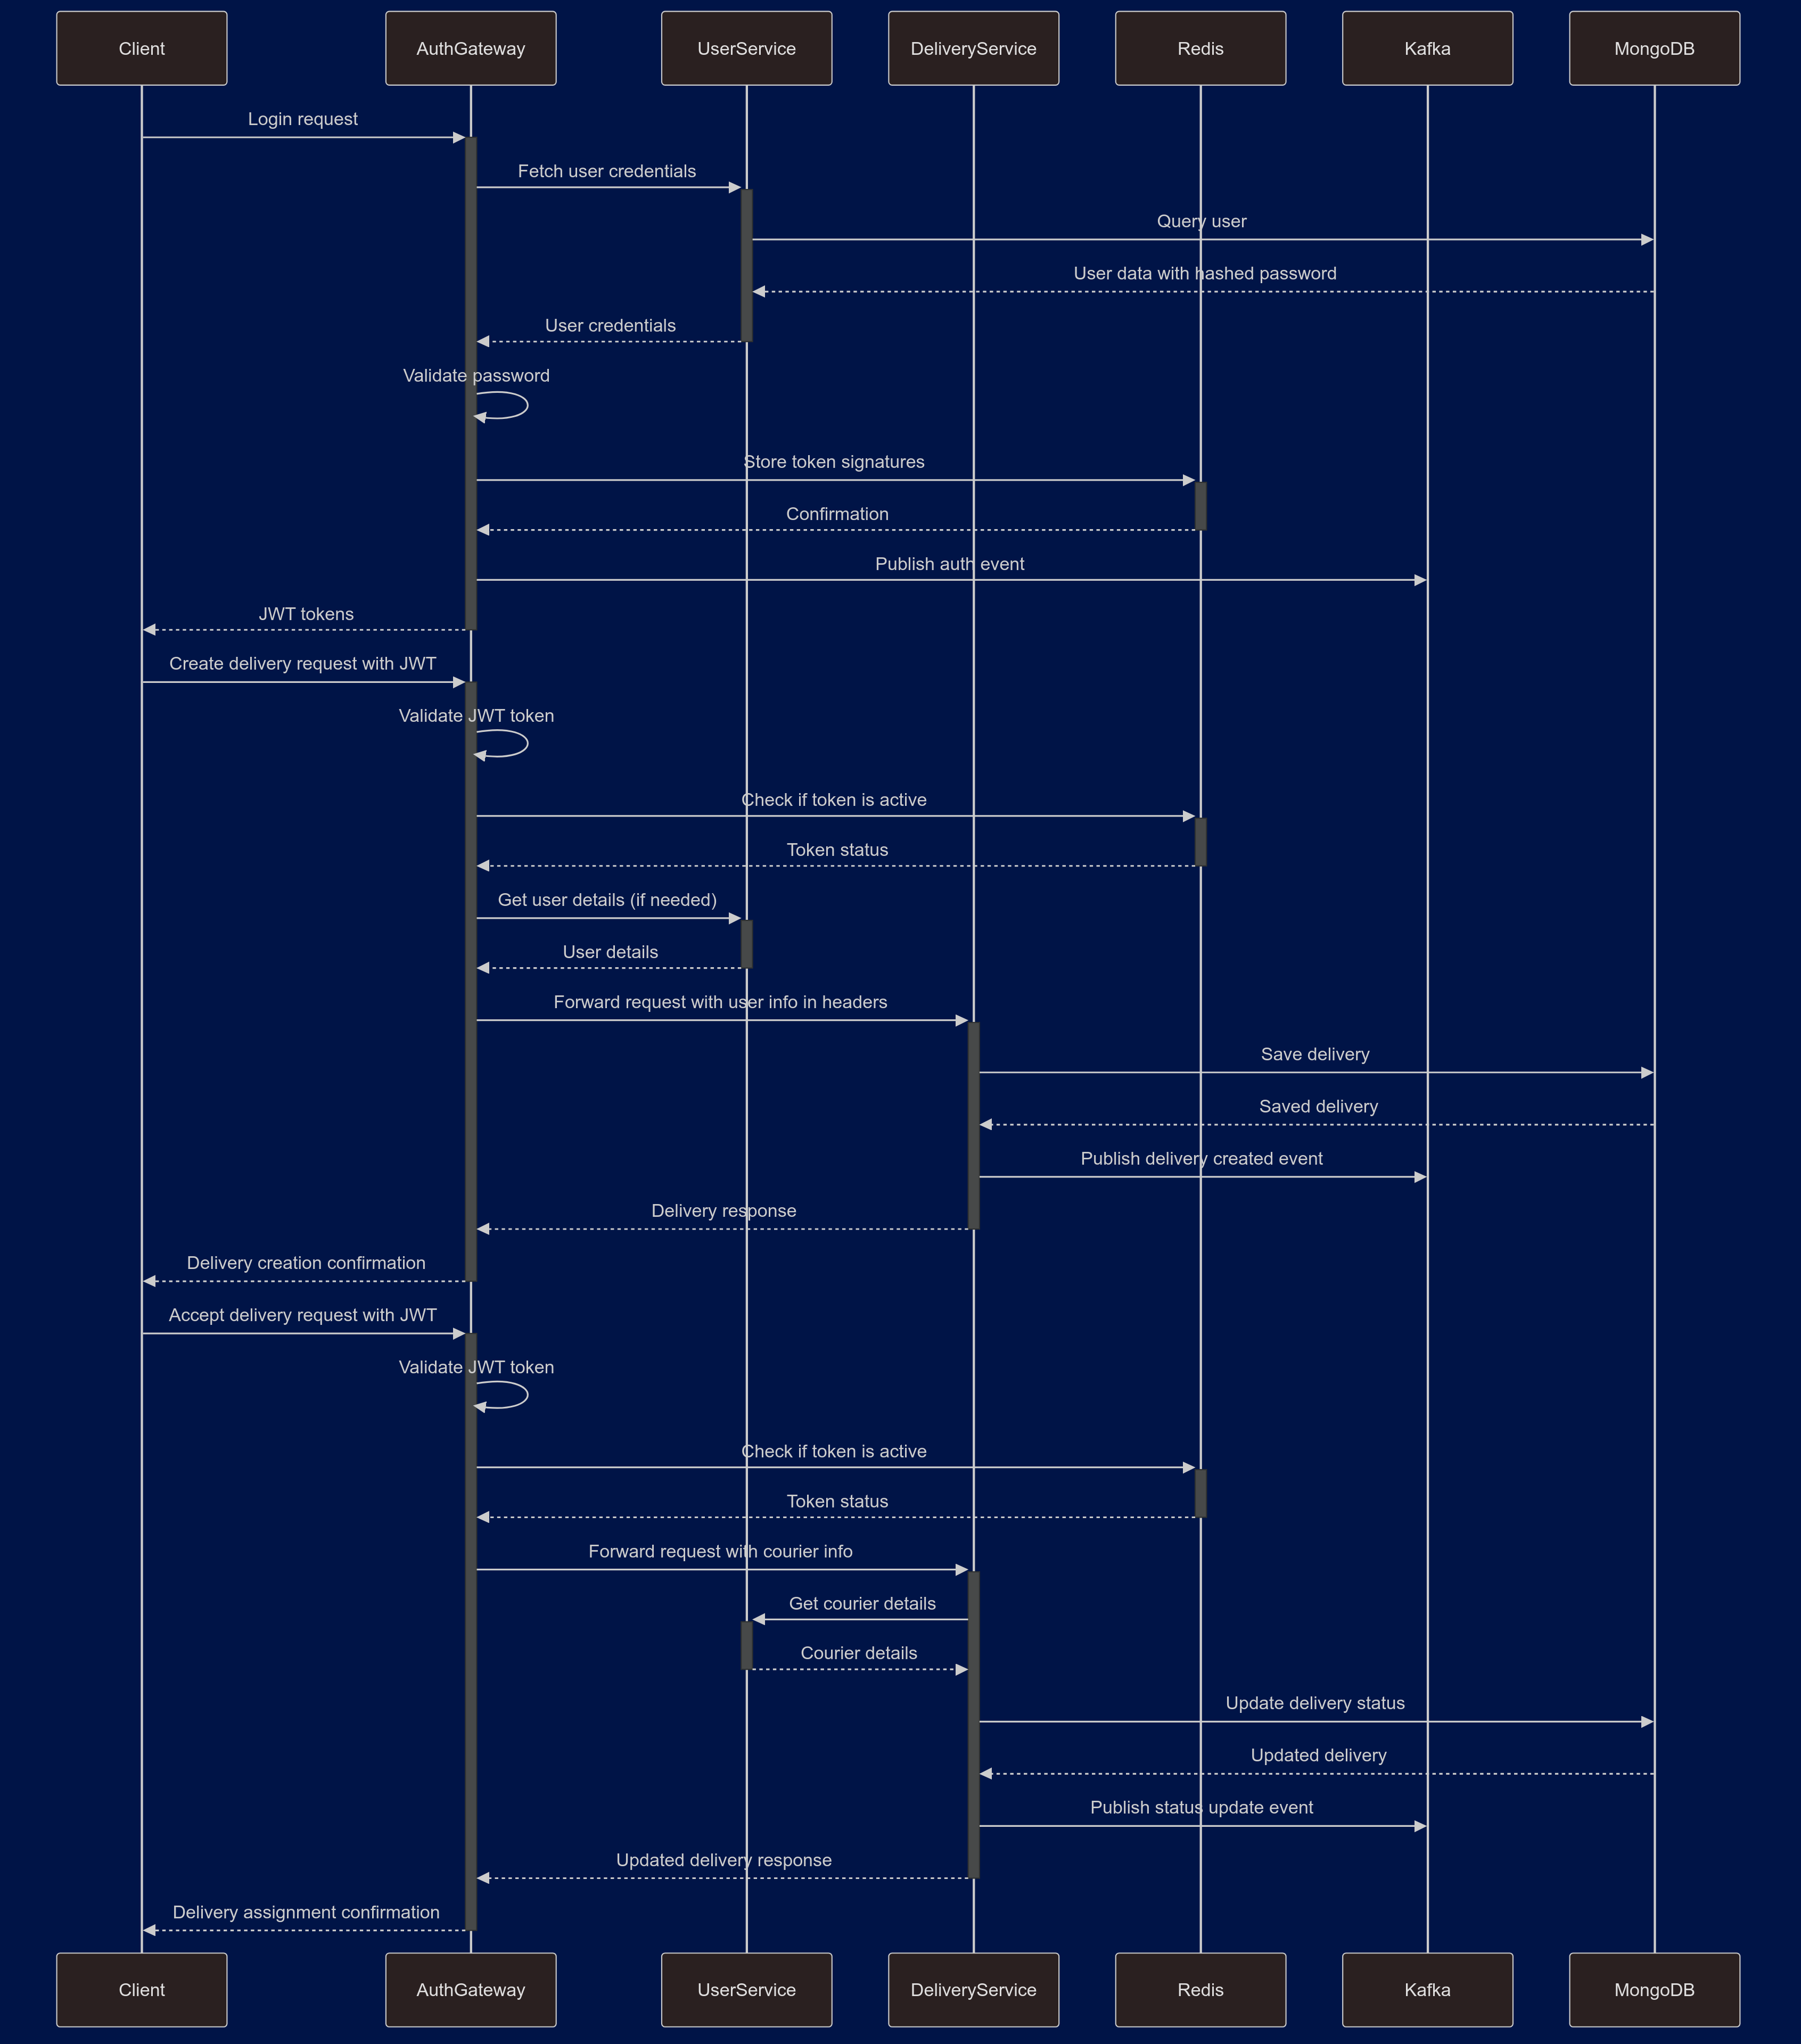 Client
AuthGateway
UserService
DeliveryService
Redis
Kafka
MongoDB
Login request
Fetch user credentials
Query user
User data with hashed password
User credentials
Validate password
Store token signatures
Confirmation
Publish auth event
JWT tokens
Create delivery request with JWT
Validate JWT token
Check if token is active
Token status
Get user details (if needed)
User details
Forward request with user info in headers
Save delivery
Saved delivery
Publish delivery created event
Delivery response
Delivery creation confirmation
Accept delivery request with JWT
Validate JWT token
Check if token is active
Token status
Forward request with courier info
Get courier details
Courier details
Update delivery status
Updated delivery
Publish status update event
Updated delivery response
Delivery assignment confirmation
Client
AuthGateway
UserService
DeliveryService
Redis
Kafka
MongoDB